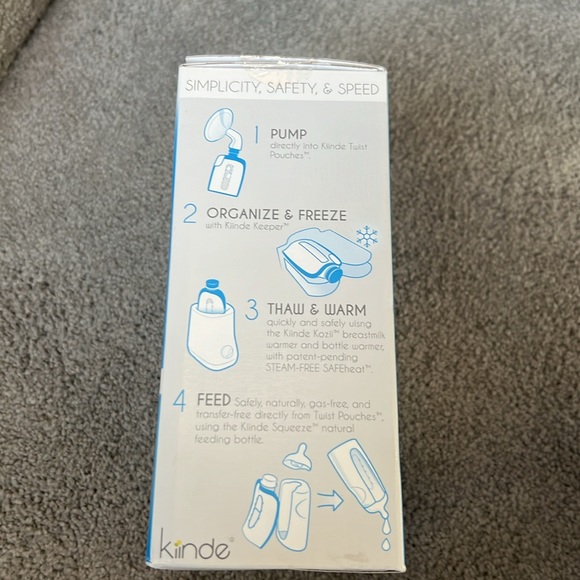 SIMPLICITY, SAFETY, & SPEED
1 PUMP
directly into Kiinde Twist
Pouches™.
2 ORGANIZE & FREEZE
with Kiinde Keeper™
3 THAW & WARM
quickly and safely uisng
the Kiinde Kozii™ breastmilk
warmer and bottle warmer,
with patent-pending
STEAM-FREE SAFEheat™.
4 FEED Safely, naturally, gas-free, and
transfer-free directly from Twist Pouches™,
using the Kiinde Squeeze™ natural
feeding bottle.
kiinde®